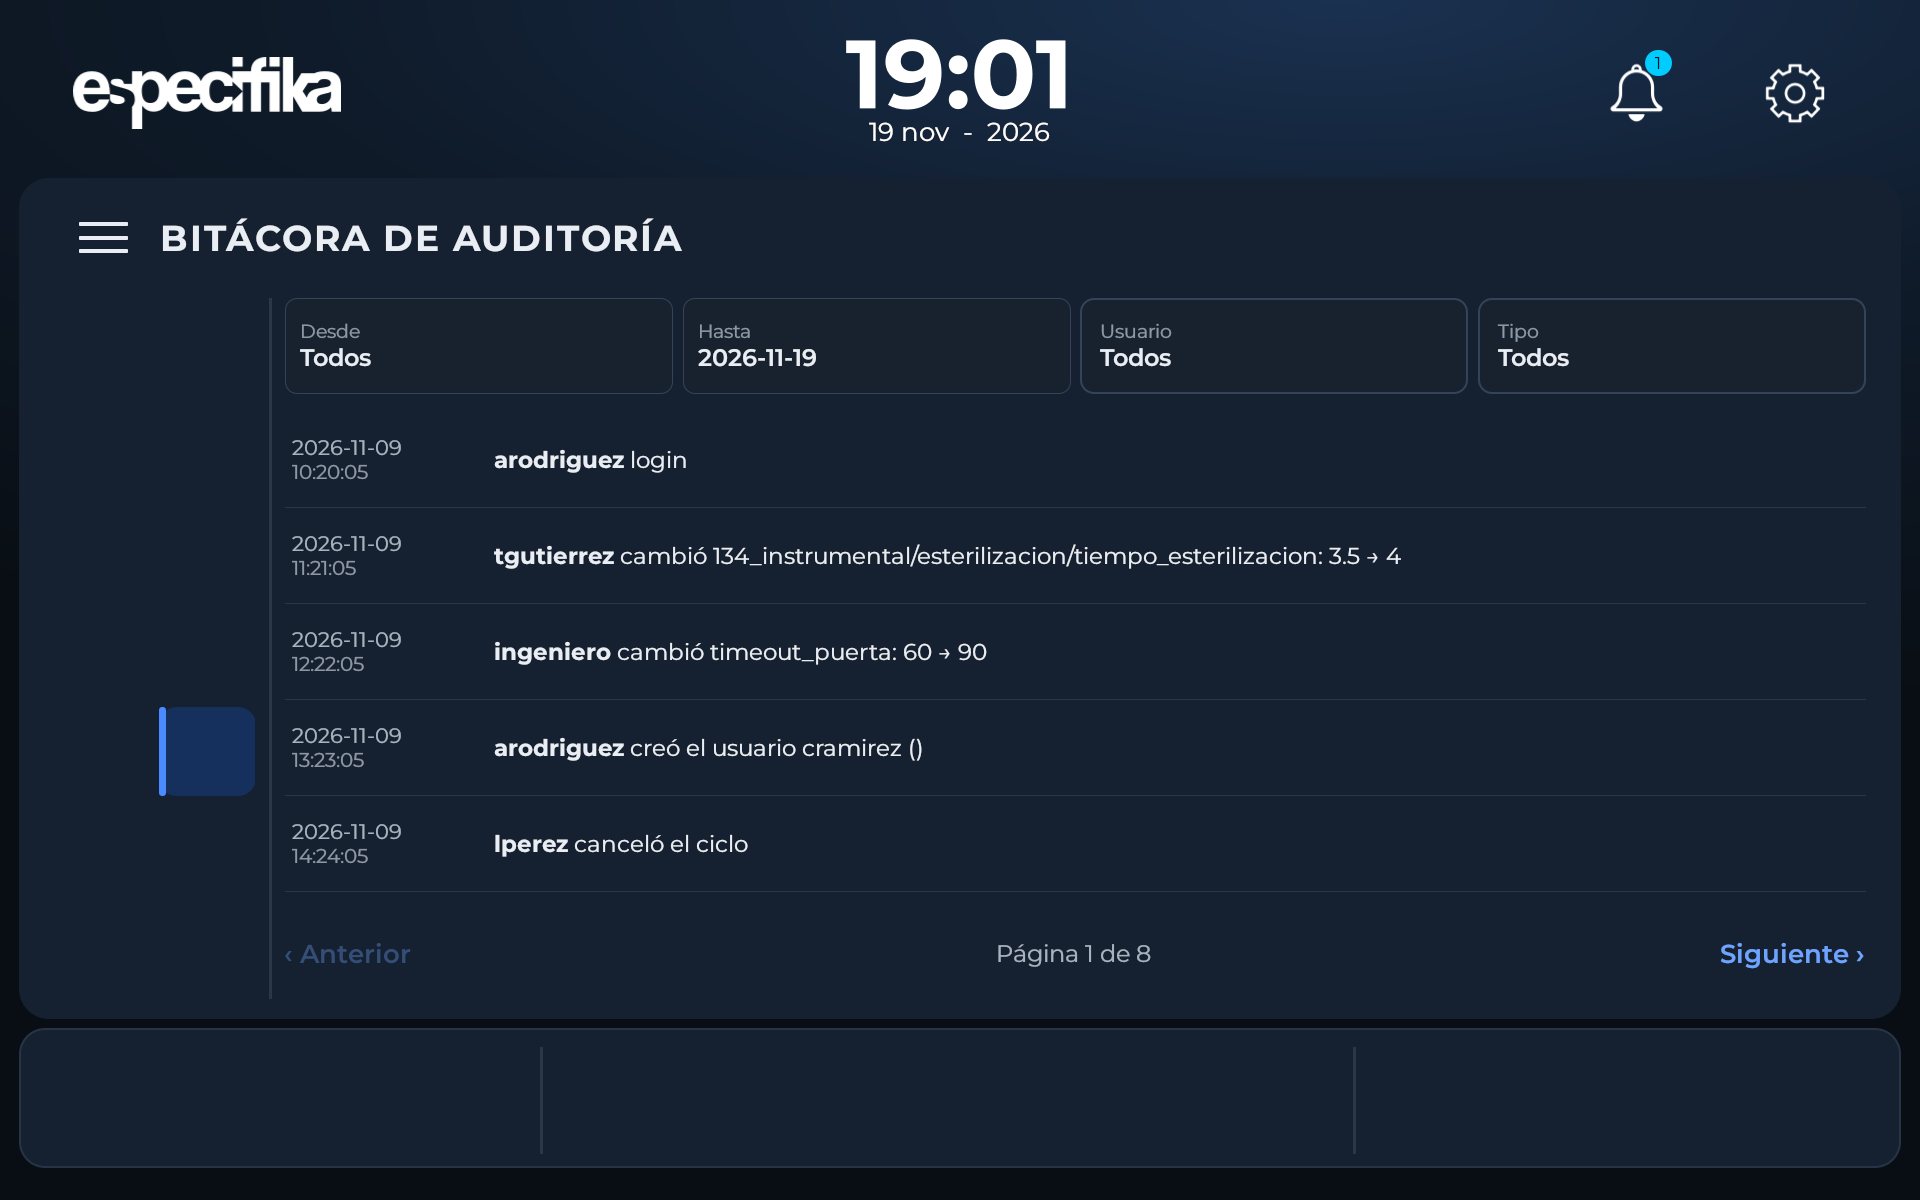 especifika
19:01
19 nov - 2026
1
BITÁCORA DE AUDITORÍA
Desde
Todos
Hasta
2026-11-19
Usuario
Todos
Tipo
Todos
2026-11-09
10:20:05
arodriguez login
2026-11-09
11:21:05
tgutierrez cambió 134_instrumental/esterilizacion/tiempo_esterilizacion: 3.5 → 4
2026-11-09
12:22:05
ingeniero cambió timeout_puerta: 60 → 90
2026-11-09
13:23:05
arodriguez creó el usuario cramirez ()
2026-11-09
14:24:05
lperez canceló el ciclo
‹ Anterior
Página 1 de 8
Siguiente ›